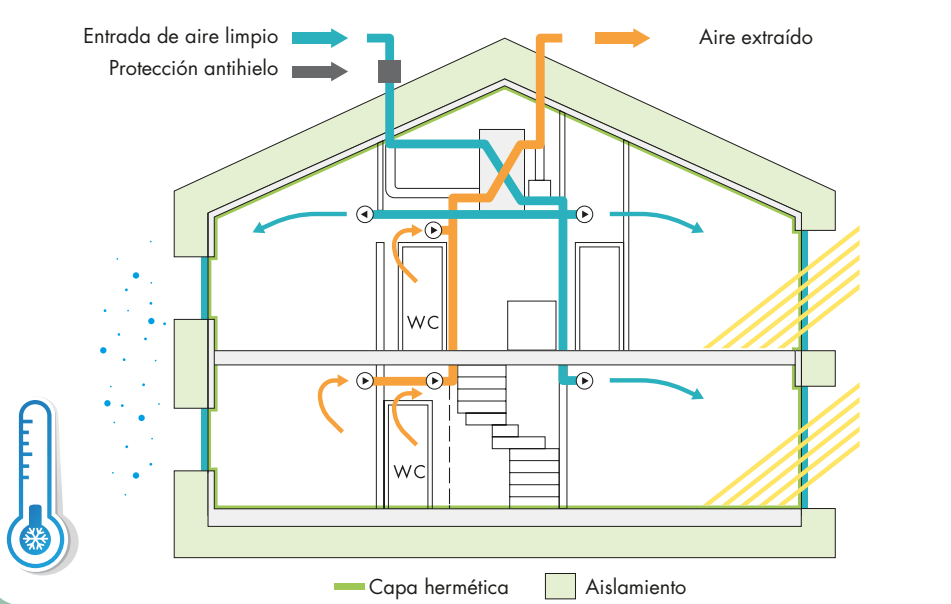 Entrada de aire limpio
Aire extraído
Protección antihielo
WC
WC
Capa hermética
Aislamiento